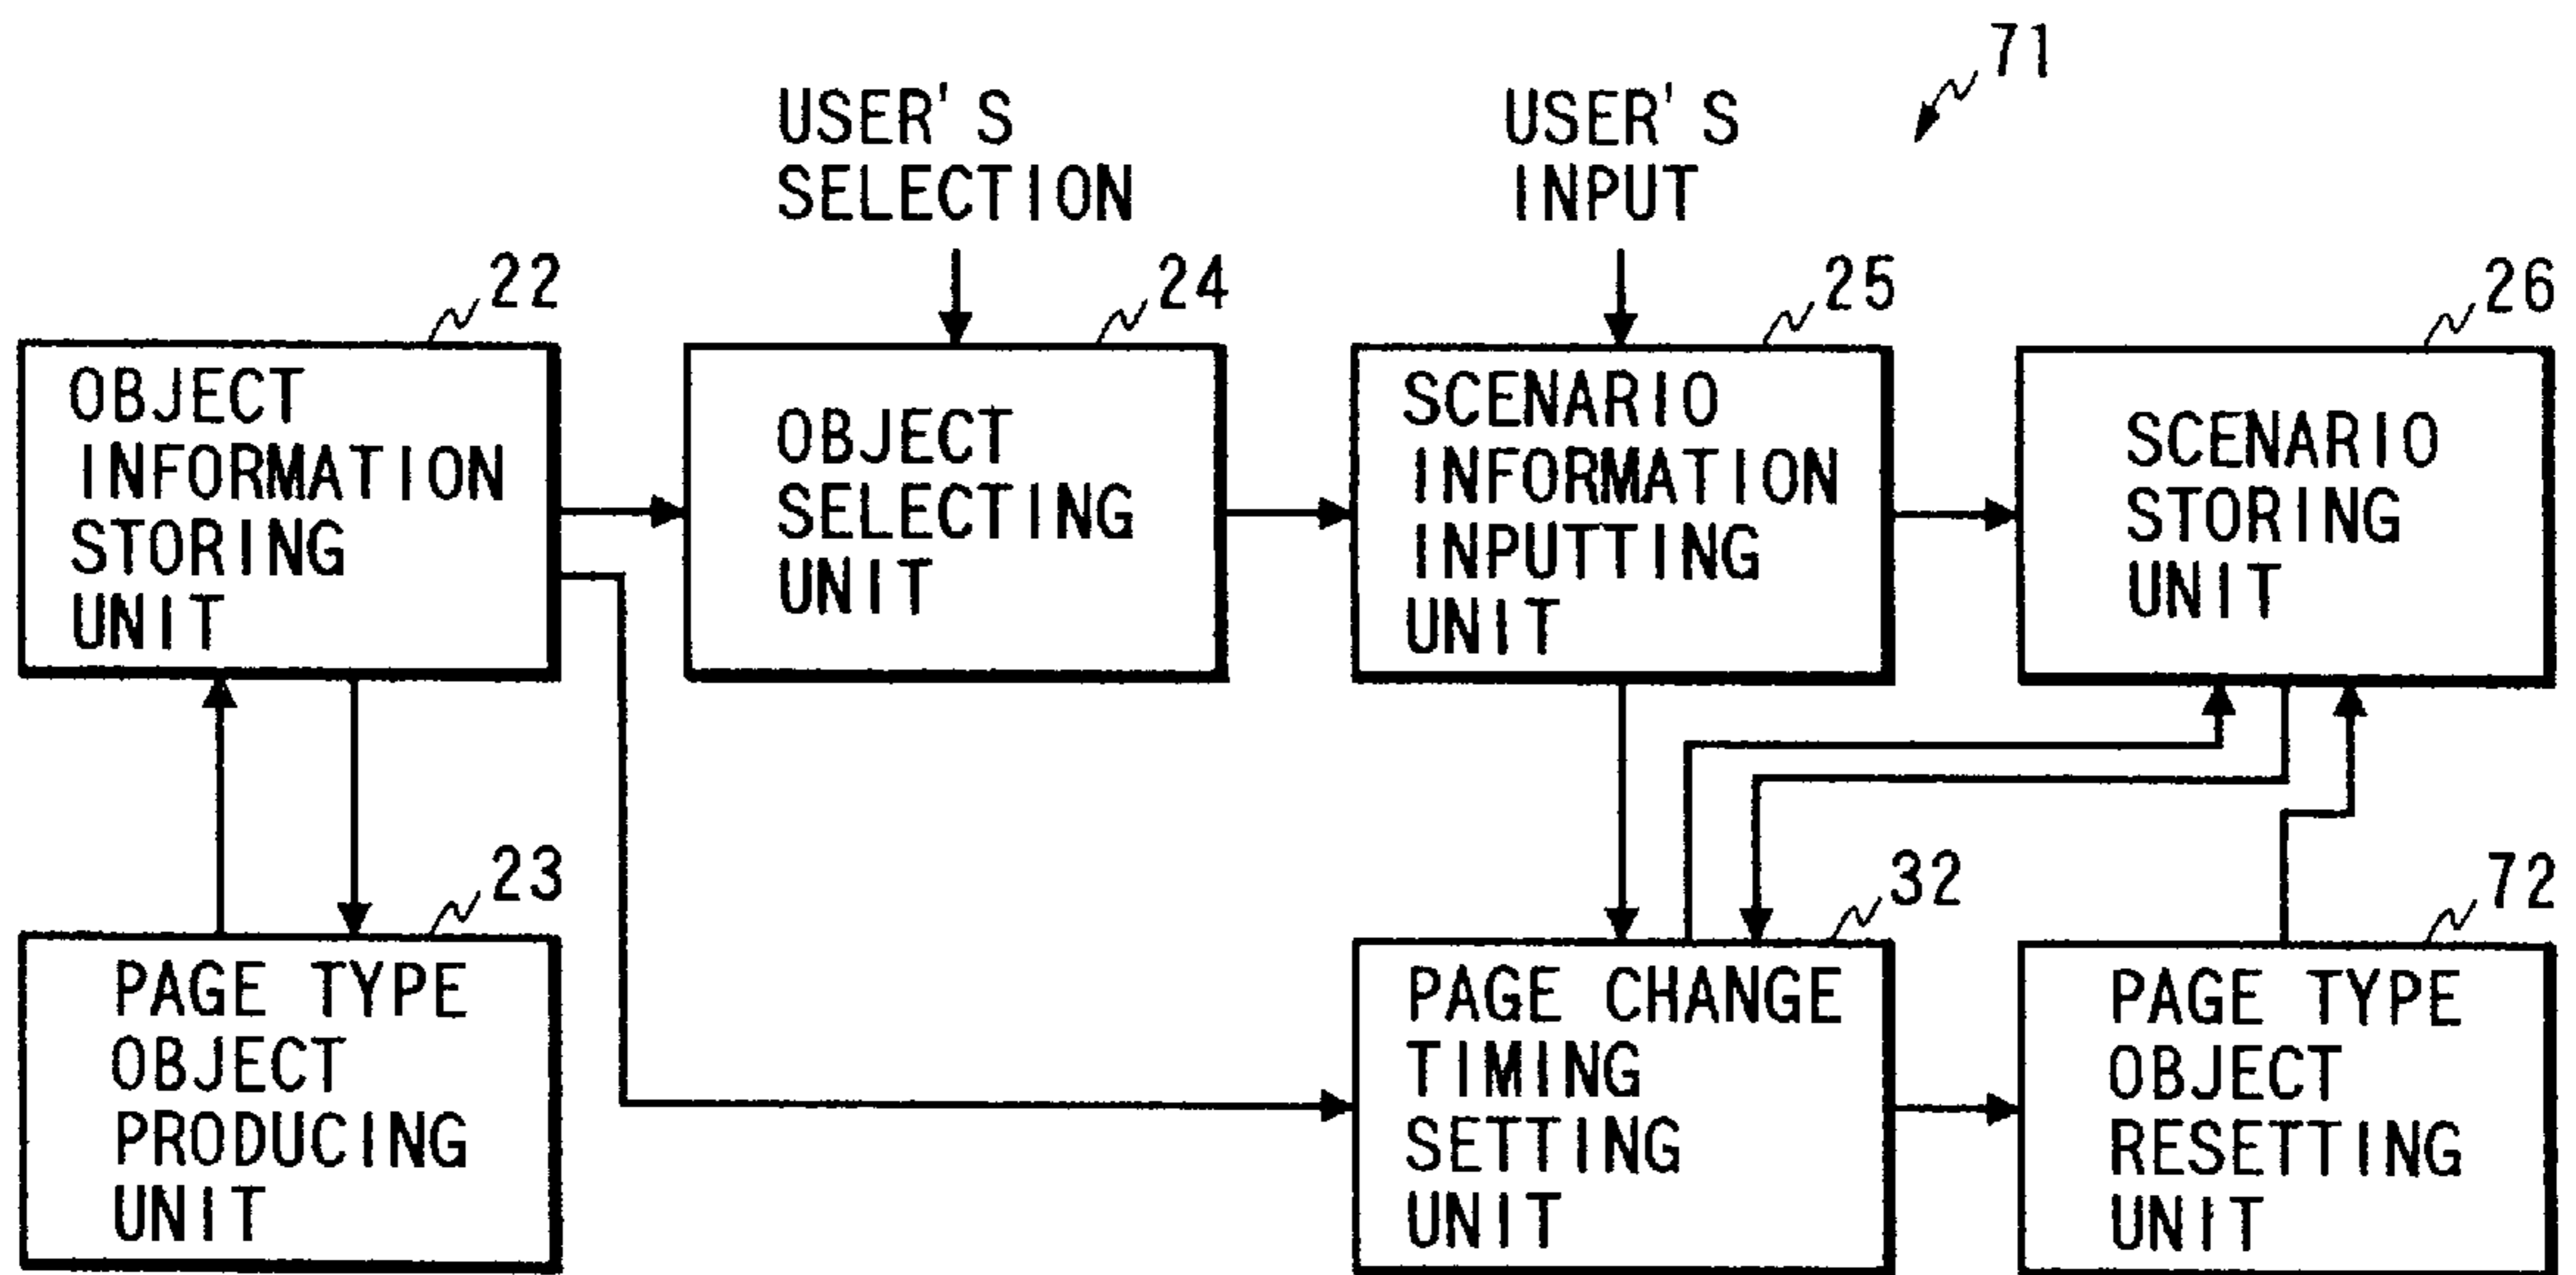 71
USER'S
SELECTION
USER'S
INPUT
22
OBJECT
INFORMATION
STORING
UNIT
24
OBJECT
SELECTING
UNIT
25
SCENARIO
INFORMATION
INPUTTING
UNIT
26
SCENARIO
STORING
UNIT
23
PAGE TYPE
OBJECT
PRODUCING
UNIT
32
PAGE CHANGE
TIMING
SETTING
UNIT
72
PAGE TYPE
OBJECT
RESETTING
UNIT